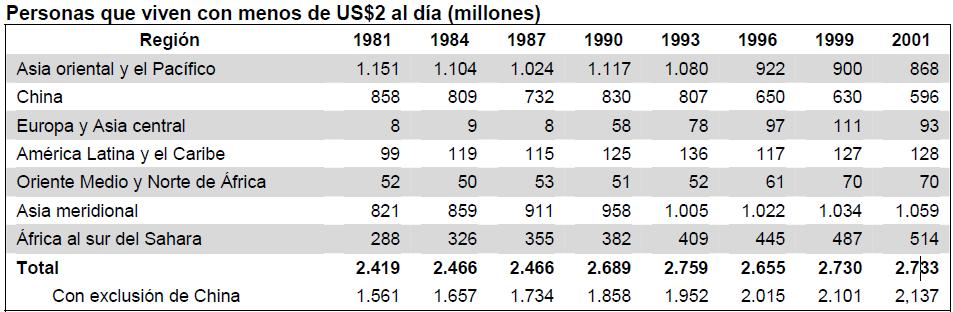 Personas que viven con menos de US$2 al día (millones)
Región 1981 1984 1987 1990 1993 1996 1999 2001
Asia oriental y el Pacífico 1.151 1.104 1.024 1.117 1.080 922 900 868
China 858 809 732 830 807 650 630 596
Europa y Asia central 8 9 8 58 78 97 111 93
América Latina y el Caribe 99 119 115 125 136 117 127 128
Oriente Medio y Norte de África 52 50 53 51 52 61 70 70
Asia meridional 821 859 911 958 1.005 1.022 1.034 1.059
África al sur del Sahara 288 326 355 382 409 445 487 514
Total 2.419 2.466 2.466 2.689 2.759 2.655 2.730 2.733
Con exclusión de China 1.561 1.657 1.734 1.858 1.952 2.015 2.101 2,137